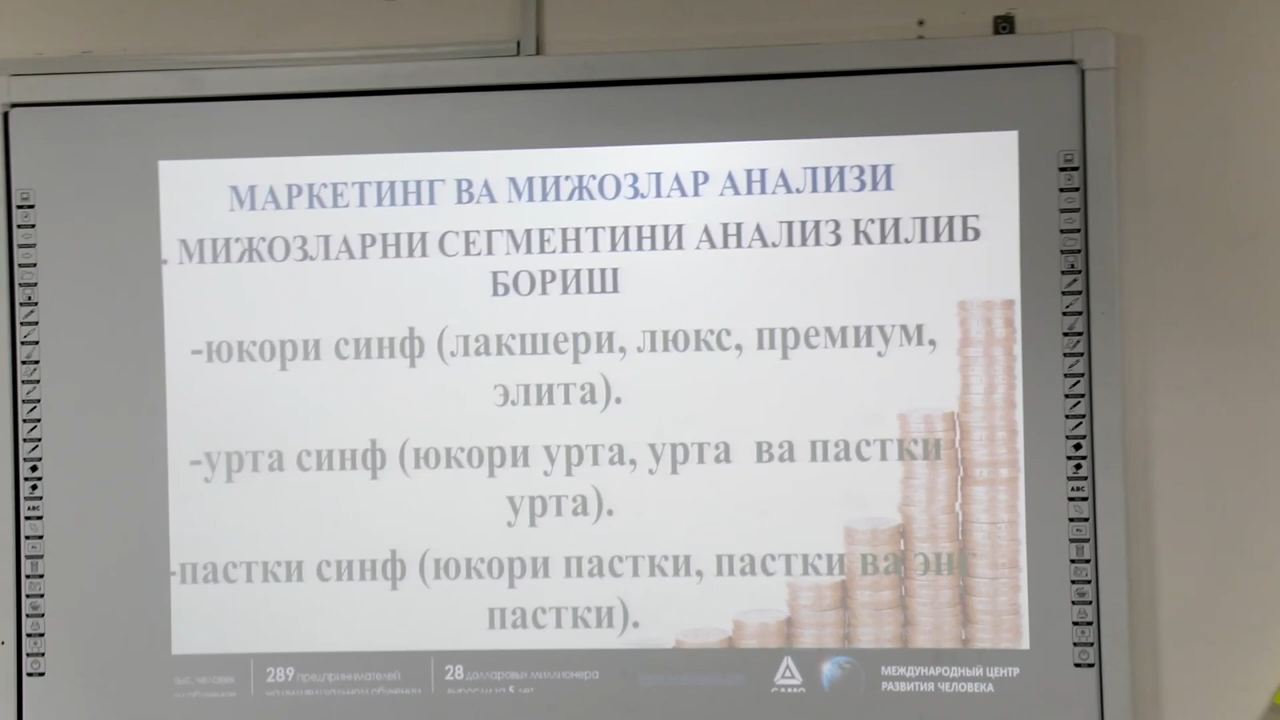 МАРКЕТИНГ ВА МИЖОЗЛАР АНАЛИЗИ
. МИЖОЗЛАРНИ СЕГМЕНТИНИ АНАЛИЗ КИЛИБ
БОРИШ
-юкори синф (лакшери, люкс, премиум,
элита).
-урта синф (юкори урта, урта ва пастки
урта).
-пастки синф (юкори пастки, пастки ва энг
пастки).
289 предпринимателей
28 долларовых миллионера
МЕЖДУНАРОДНЫЙ ЦЕНТР
РАЗВИТИЯ ЧЕЛОВЕКА
ABC
ABC